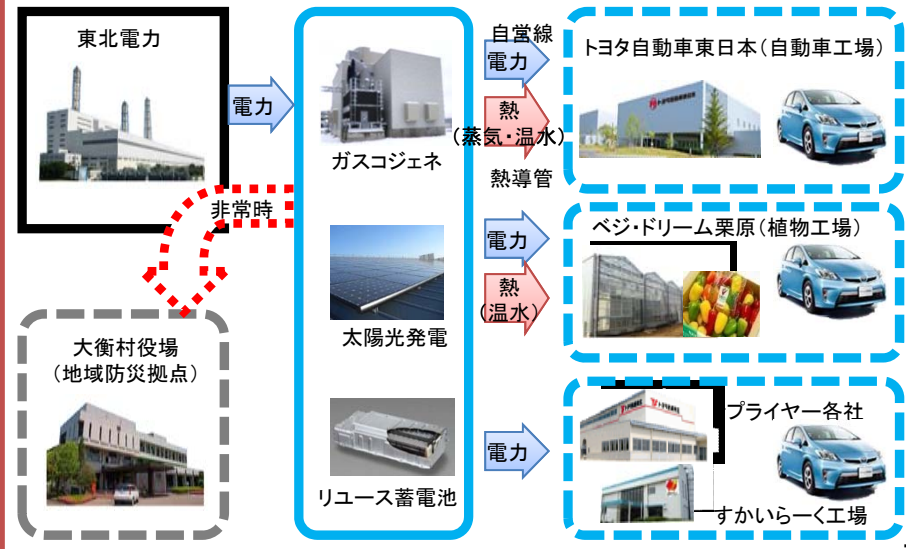 東北電力
電力
非常時
大衡村役場
(地域防災拠点)
ガスコジェネ
太陽光発電
リユース蓄電池
自営線
電力
熱
(蒸気・温水)
熱導管
電力
熱
(温水)
電力
トヨタ自動車東日本(自動車工場)
ベジ・ドリーム栗原(植物工場)
プライヤー各社
すかいらーく工場